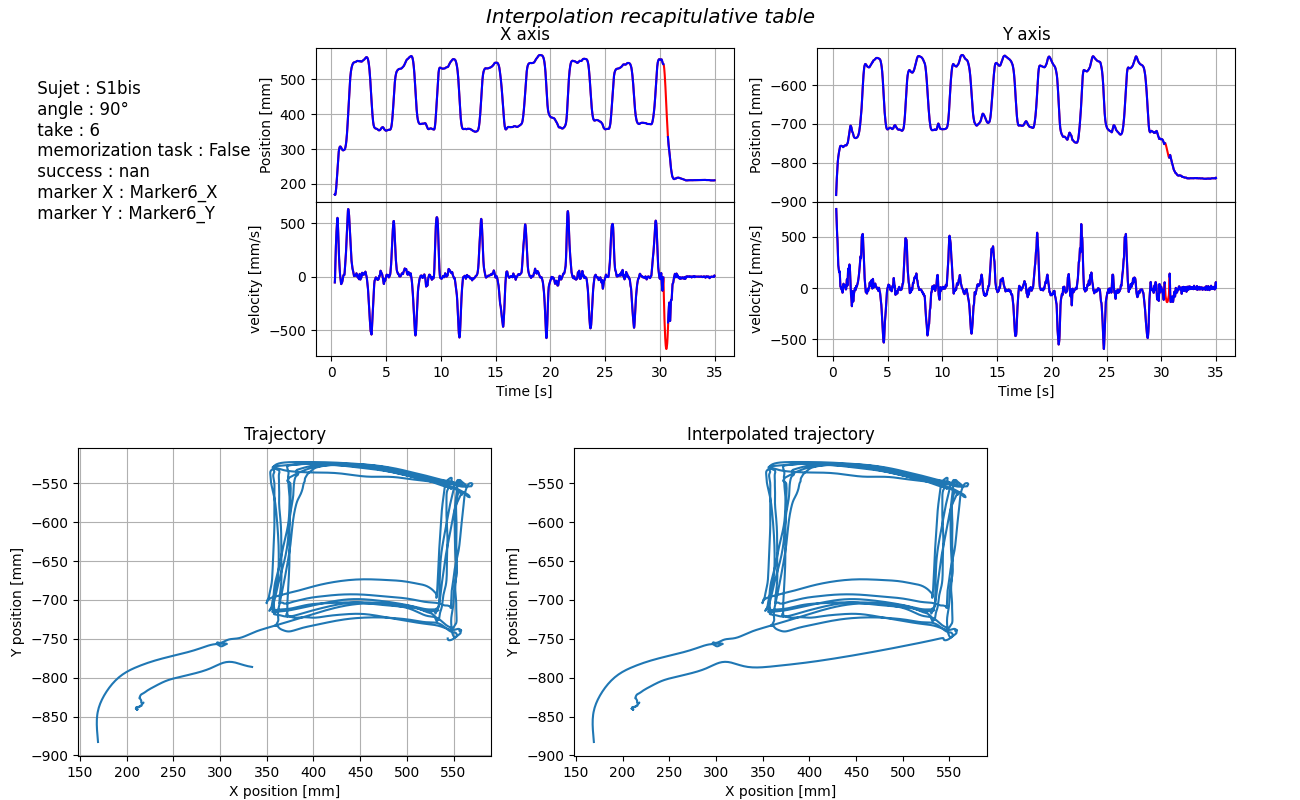 Interpolation recapitulative table
Sujet : S1bis
angle : 90°
take : 6
memorization task : False
success : nan
marker X : Marker6_X
marker Y : Marker6_Y
X axis
Position [mm]
500
400
300
200
velocity [mm/s]
500
0
−500
0 5 10 15 20 25 30 35
Time [s]
Y axis
Position [mm]
−600
−700
−800
−900
velocity [mm/s]
500
0
−500
0 5 10 15 20 25 30 35
Time [s]
Trajectory
Y position [mm]
−550
−600
−650
−700
−750
−800
−850
−900
150 200 250 300 350 400 450 500 550
X position [mm]
Interpolated trajectory
Y position [mm]
−550
−600
−650
−700
−750
−800
−850
−900
150 200 250 300 350 400 450 500 550
X position [mm]